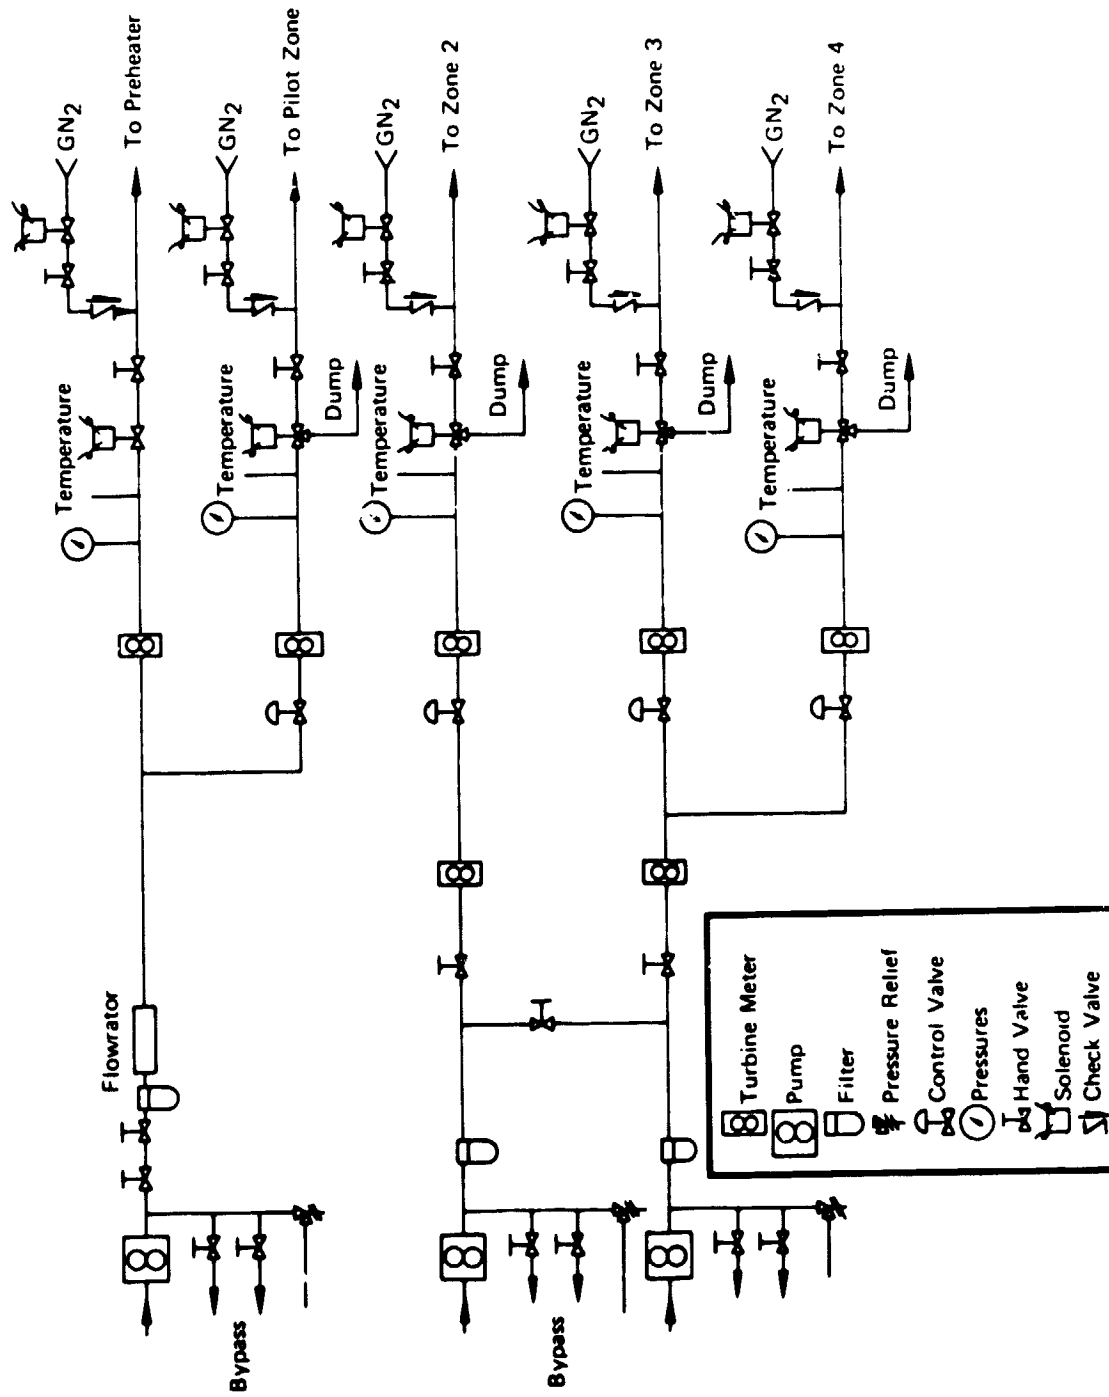 GN2
To Preheater
Temperature
GN2
To Pilot Zone
Temperature
Dump
Flowrator
GN2
To Zone 2
Temperature
Dump
Bypass
GN2
To Zone 3
Temperature
Dump
GN2
To Zone 4
Temperature
Dump
Bypass
Turbine Meter
Pump
Filter
Pressure Relief
Control Valve
Pressures
Hand Valve
Solenoid
Check Valve